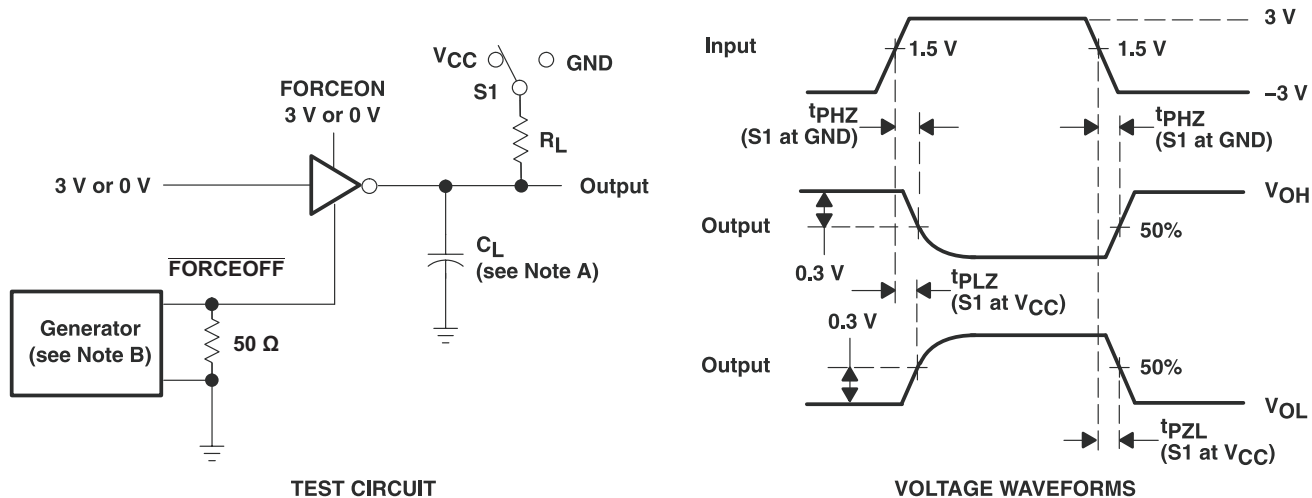 VCC
GND
S1
FORCEON
3 V or 0 V
RL
3 V or 0 V
Output
CL
(see Note A)
FORCEOFF
Generator
(see Note B)
50 Ω
TEST CIRCUIT
Input
3 V
1.5 V
1.5 V
–3 V
tPHZ
(S1 at GND)
tPHZ
(S1 at GND)
Output
VOH
50%
0.3 V
tPLZ
(S1 at VCC)
0.3 V
Output
50%
VOL
tPZL
(S1 at VCC)
VOLTAGE WAVEFORMS